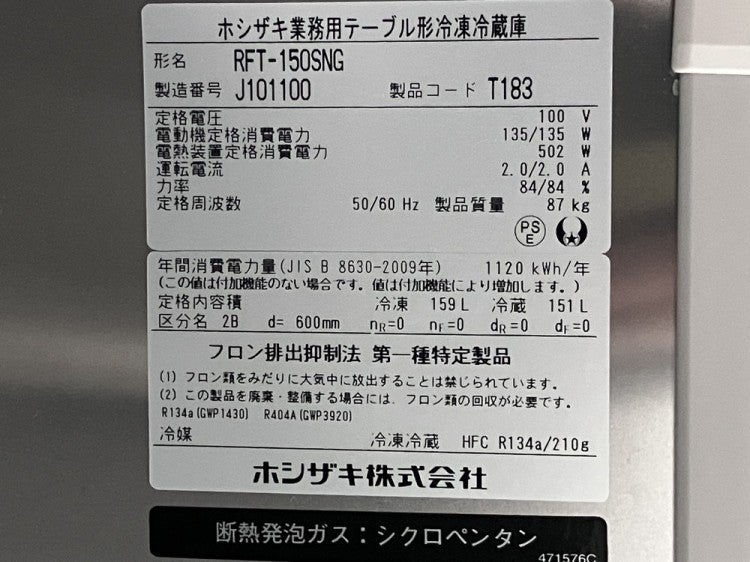 ホシザキ業務用テーブル形冷凍冷蔵庫
形名 RFT-150SNG
製造番号 J101100 製品コード T183
定格電圧 100 V
電動機定格消費電力 135/135 W
電熱装置定格消費電力 502 W
運転電流 2.0/2.0 A
力率 84/84 %
定格周波数 50/60 Hz 製品質量 87 kg
PS
E
年間消費電力量(JIS B 8630-2009年) 1120 kWh/年
(この値は付加機能のない場合です。値は付加機能により増加します。)
定格内容積 冷凍 159 L 冷蔵 151 L
区分名 2B d= 600mm nR=0 nF=0 dR=0 dF=0
フロン排出抑制法 第一種特定製品
(1) フロン類をみだりに大気中に放出することは禁じられています。
(2) この製品を廃棄・整備する場合には、フロン類の回収が必要です。
R134a(GWP1430) R404A(GWP3920)
冷媒 冷凍冷蔵 HFC R134a/210g
ホシザキ株式会社
断熱発泡ガス：シクロペンタン
471576C